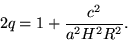 2q = 1 + \frac{c^2}{a^2 H^2 R^2}.